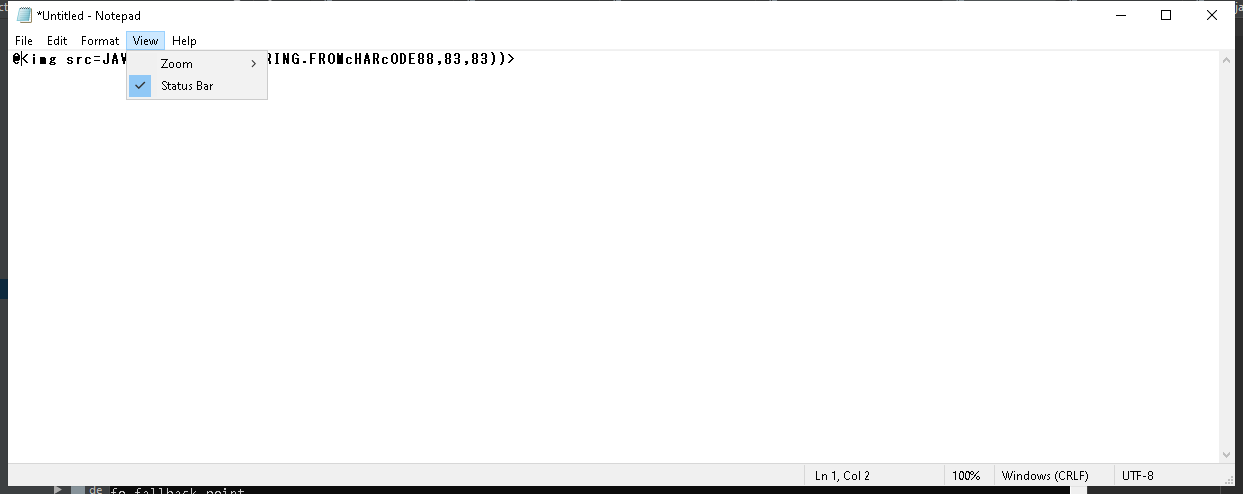 *Untitled - Notepad
File Edit Format View Help
@<img src=JAV RING.FROMcHARcODE88,83,83))>
Zoom
Status Bar
Ln 1, Col 2 100% Windows (CRLF) UTF-8
de fo fallback point